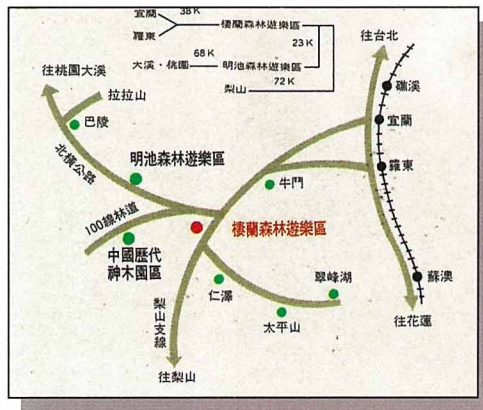 宜蘭 38K
羅東
棲蘭森林遊樂區
23K
大溪・桃園 68K 明池森林遊樂區
梨山 72K
往台北
往桃園大溪
拉拉山
巴陵
北橫公路
明池森林遊樂區
礁溪
宜蘭
羅東
牛鬥
100線林道
中國歷代
神木園區
棲蘭森林遊樂區
翠峰湖
蘇澳
仁澤
太平山
梨山支線
往花蓮
往梨山